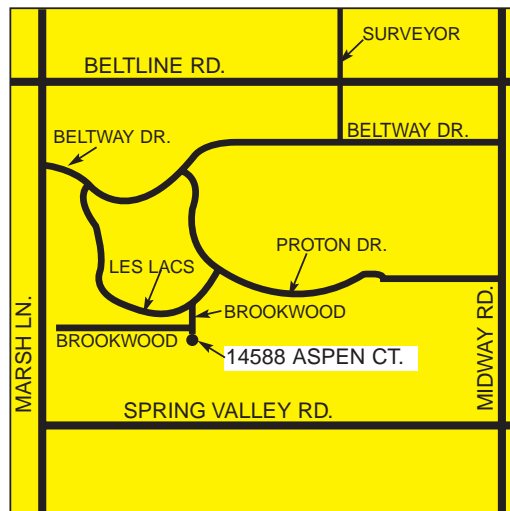 SURVEYOR
BELTLINE RD.
BELTWAY DR.
BELTWAY DR.
PROTON DR.
LES LACS
MARSH LN.
MIDWAY RD.
BROOKWOOD
BROOKWOOD
14588 ASPEN CT.
SPRING VALLEY RD.